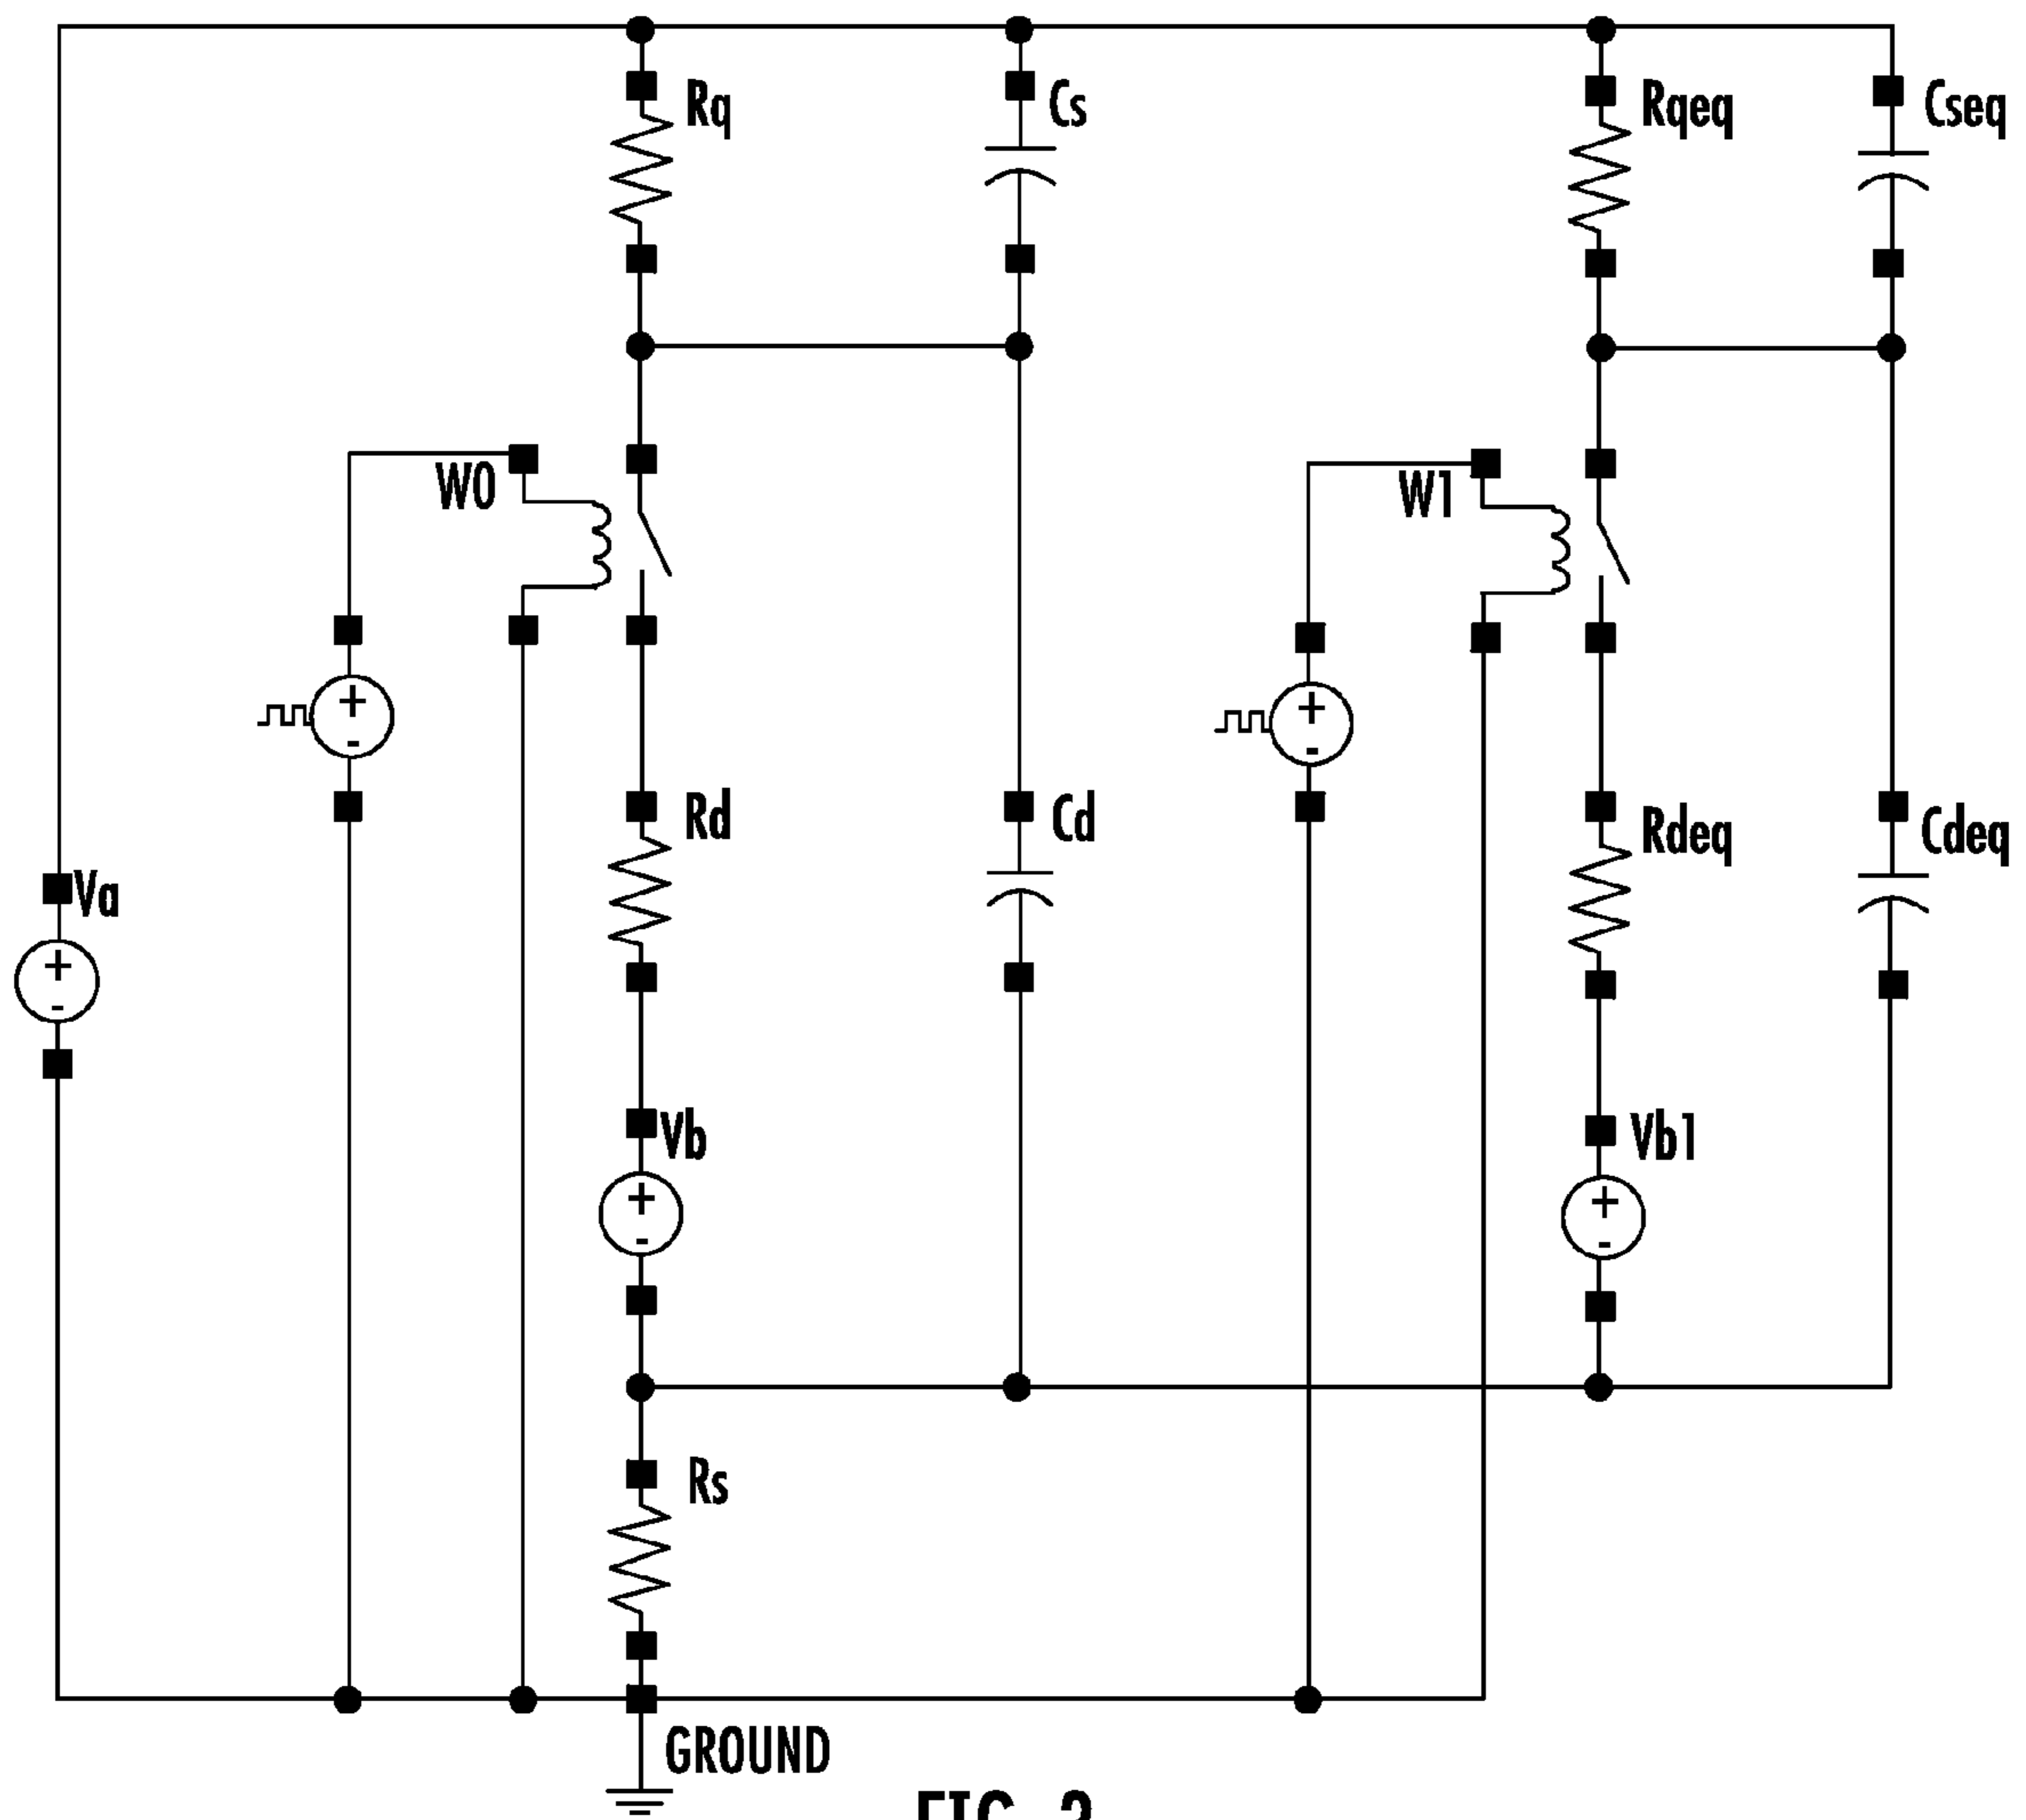 Rq
Cs
Rqeq
Cseq
W0
W1
Rd
Cd
Rdeq
Cdeq
Va
Vb
Vb1
Rs
GROUND